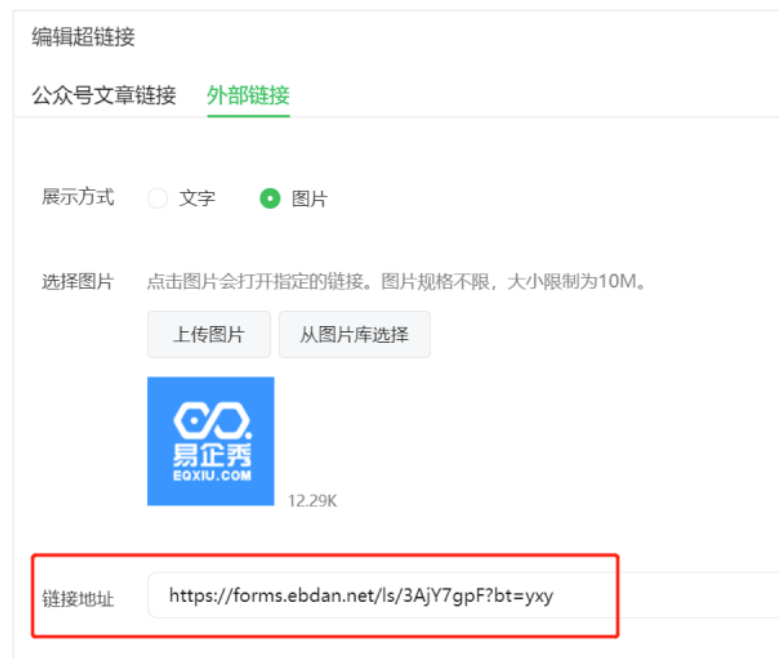 编辑超链接
公众号文章链接 外部链接
展示方式 文字 图片
选择图片 点击图片会打开指定的链接。图片规格不限，大小限制为10M。
上传图片 从图片库选择
易企秀
EQXIU.COM
12.29K
链接地址 https://forms.ebdan.net/ls/3AjY7gpF?bt=yxy